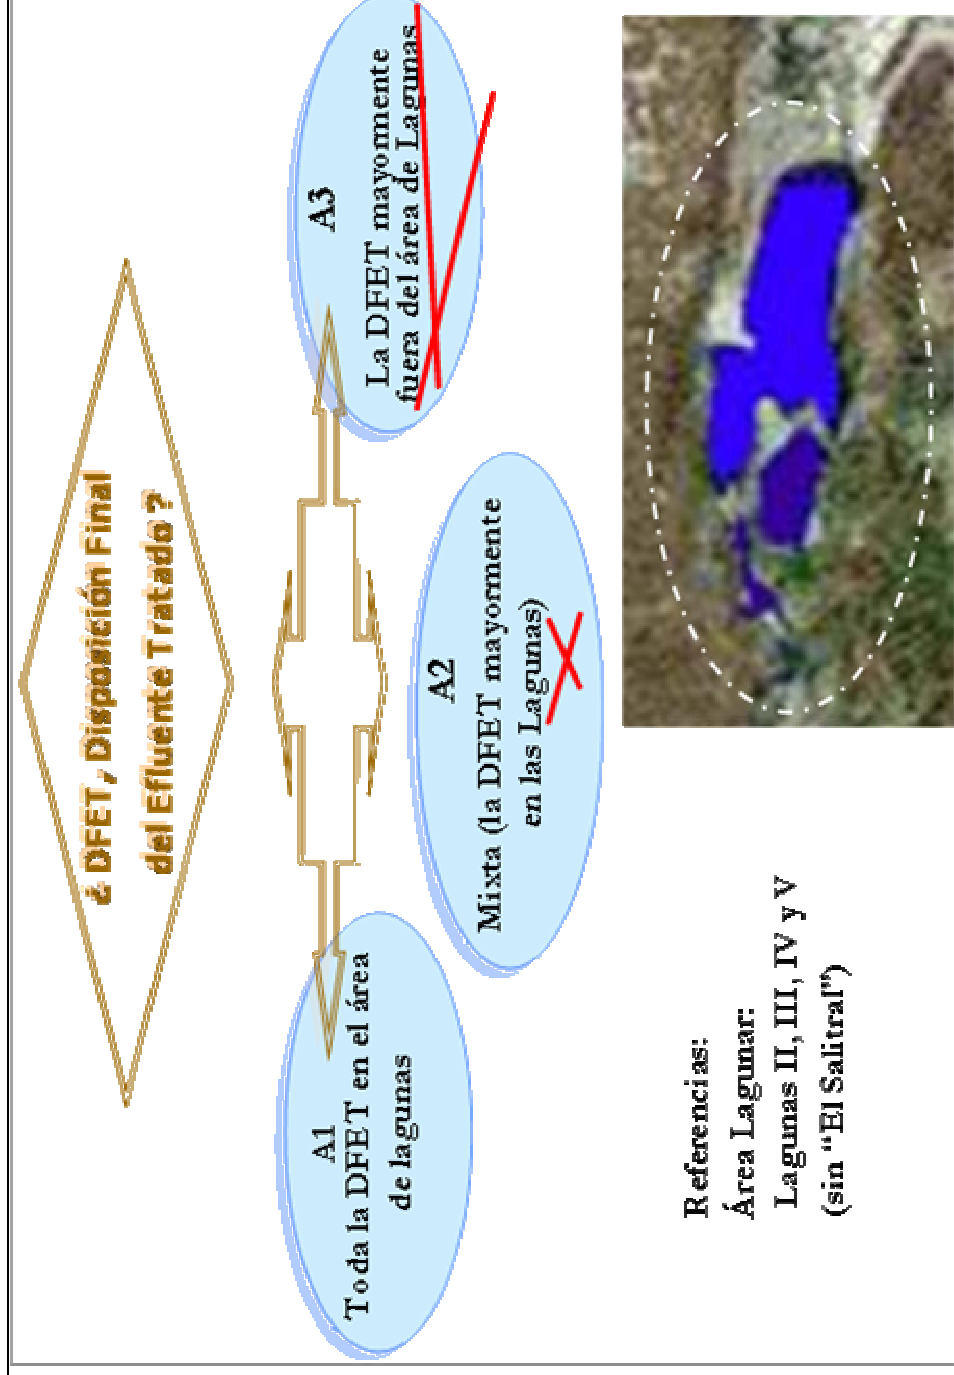 ¿ DFET, Disposición Final
del Efluente Tratado ?
A1
Toda la DFET en el área
de lagunas
A2
Mixta (la DFET mayormente
en las Lagunas)
A3
La DFET mayormente
fuera del área de Lagunas
Referencias:
Área Lagunar:
Lagunas II, III, IV y V
(sin “El Salitral”)